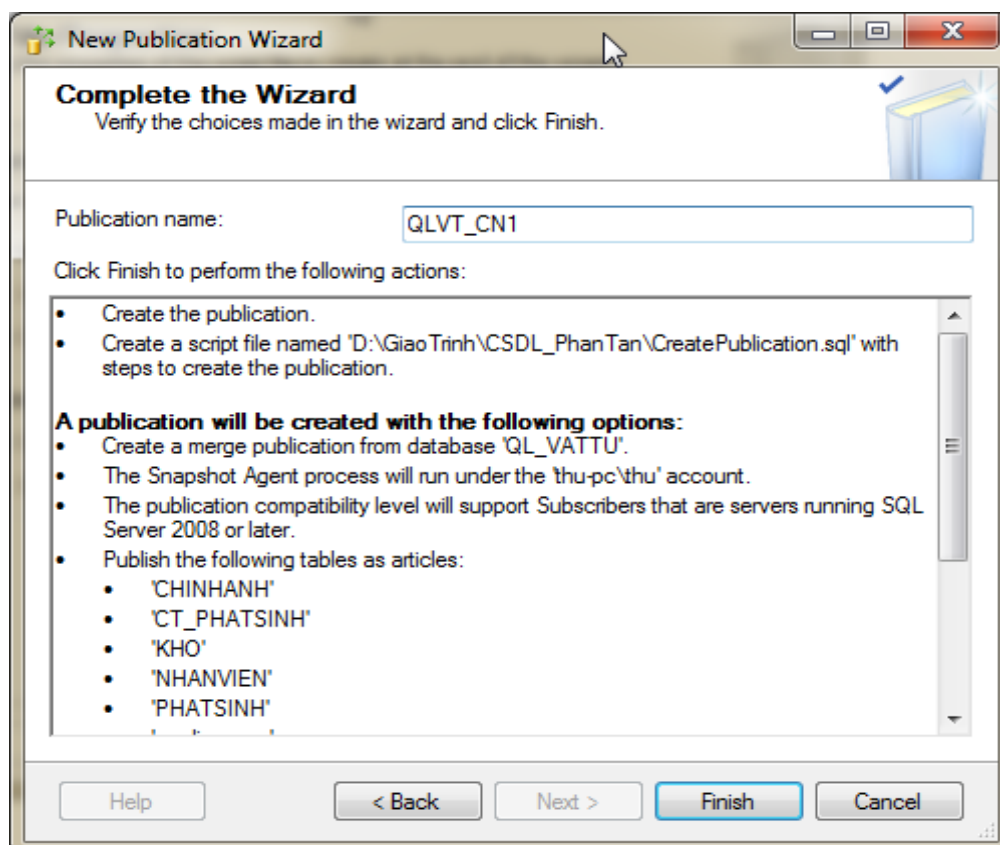 New Publication Wizard
Complete the Wizard
Verify the choices made in the wizard and click Finish.
Publication name:
QLVT_CN1
Click Finish to perform the following actions:
• Create the publication.
• Create a script file named 'D:\GiaoTrinh\CSDL_PhanTan\CreatePublication.sql' with
steps to create the publication.
A publication will be created with the following options:
• Create a merge publication from database 'QL_VATTU'.
• The Snapshot Agent process will run under the 'thu-pc\thu' account.
• The publication compatibility level will support Subscribers that are servers running SQL
Server 2008 or later.
• Publish the following tables as articles:
• 'CHINHANH'
• 'CT_PHATSINH'
• 'KHO'
• 'NHANVIEN'
• 'PHATSINH'
Help
< Back
Next >
Finish
Cancel